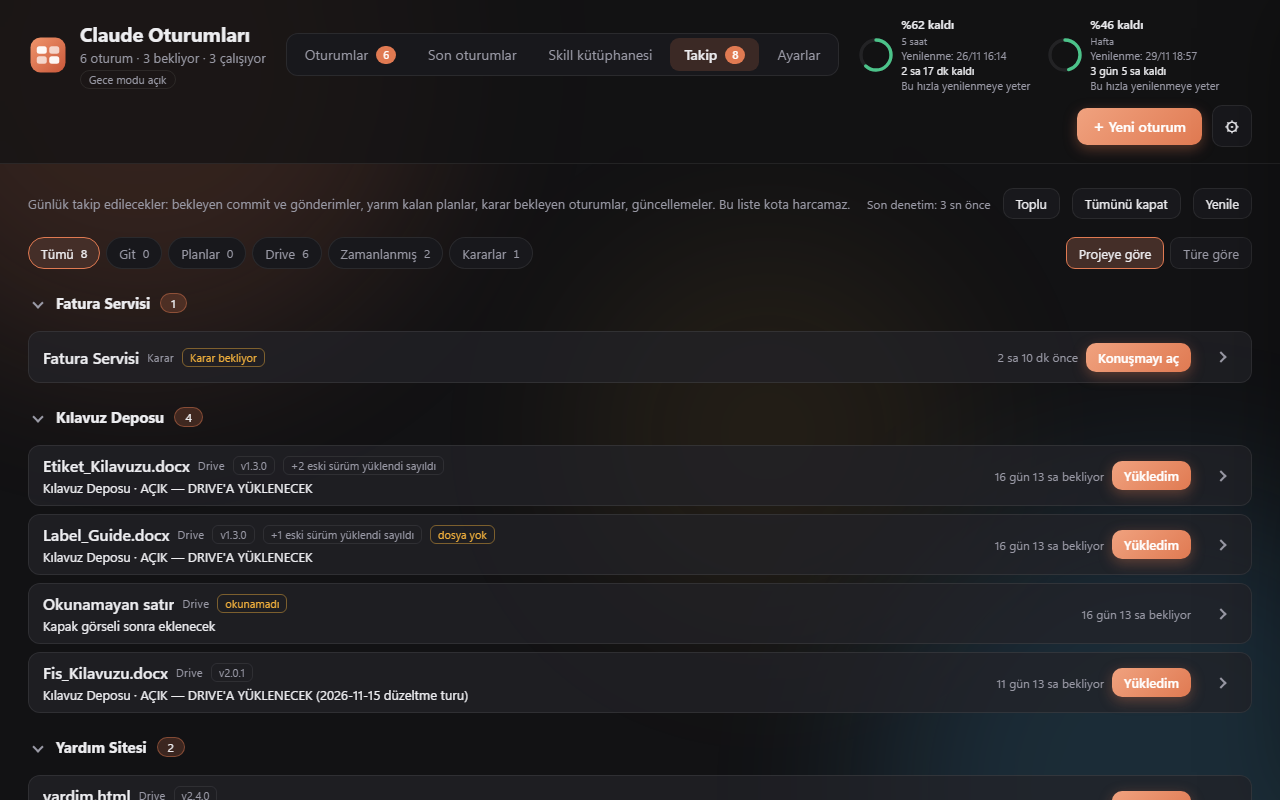 Claude Oturumları
6 oturum · 3 bekliyor · 3 çalışıyor
Gece modu açık
Oturumlar 6
Son oturumlar
Skill kütüphanesi
Takip 8
Ayarlar
%62 kaldı
5 saat
Yenilenme: 26/11 16:14
2 sa 17 dk kaldı
Bu hızla yenilenmeye yeter
%46 kaldı
Hafta
Yenilenme: 29/11 18:57
3 gün 5 sa kaldı
Bu hızla yenilenmeye yeter
+ Yeni oturum
Günlük takip edilecekler: bekleyen commit ve gönderimler, yarım kalan planlar, karar bekleyen oturumlar, güncellemeler. Bu liste kota harcamaz.
Son denetim: 3 sn önce
Toplu
Tümünü kapat
Yenile
Tümü 8
Git 0
Planlar 0
Drive 6
Zamanlanmış 2
Kararlar 1
Projeye göre
Türe göre
Fatura Servisi 1
Fatura Servisi Karar Karar bekliyor
2 sa 10 dk önce
Konuşmayı aç
Kılavuz Deposu 4
Etiket_Kilavuzu.docx Drive v1.3.0 +2 eski sürüm yüklendi sayıldı
Kılavuz Deposu · AÇIK — DRIVE'A YÜKLENECEK
16 gün 13 sa bekliyor
Yükledim
Label_Guide.docx Drive v1.3.0 +1 eski sürüm yüklendi sayıldı dosya yok
Kılavuz Deposu · AÇIK — DRIVE'A YÜKLENECEK
16 gün 13 sa bekliyor
Yükledim
Okunamayan satır Drive okunamadı
Kapak görseli sonra eklenecek
16 gün 13 sa bekliyor
Fis_Kilavuzu.docx Drive v2.0.1
Kılavuz Deposu · AÇIK — DRIVE'A YÜKLENECEK (2026-11-15 düzeltme turu)
11 gün 13 sa bekliyor
Yükledim
Yardım Sitesi 2
yardim.html Drive v2.4.0